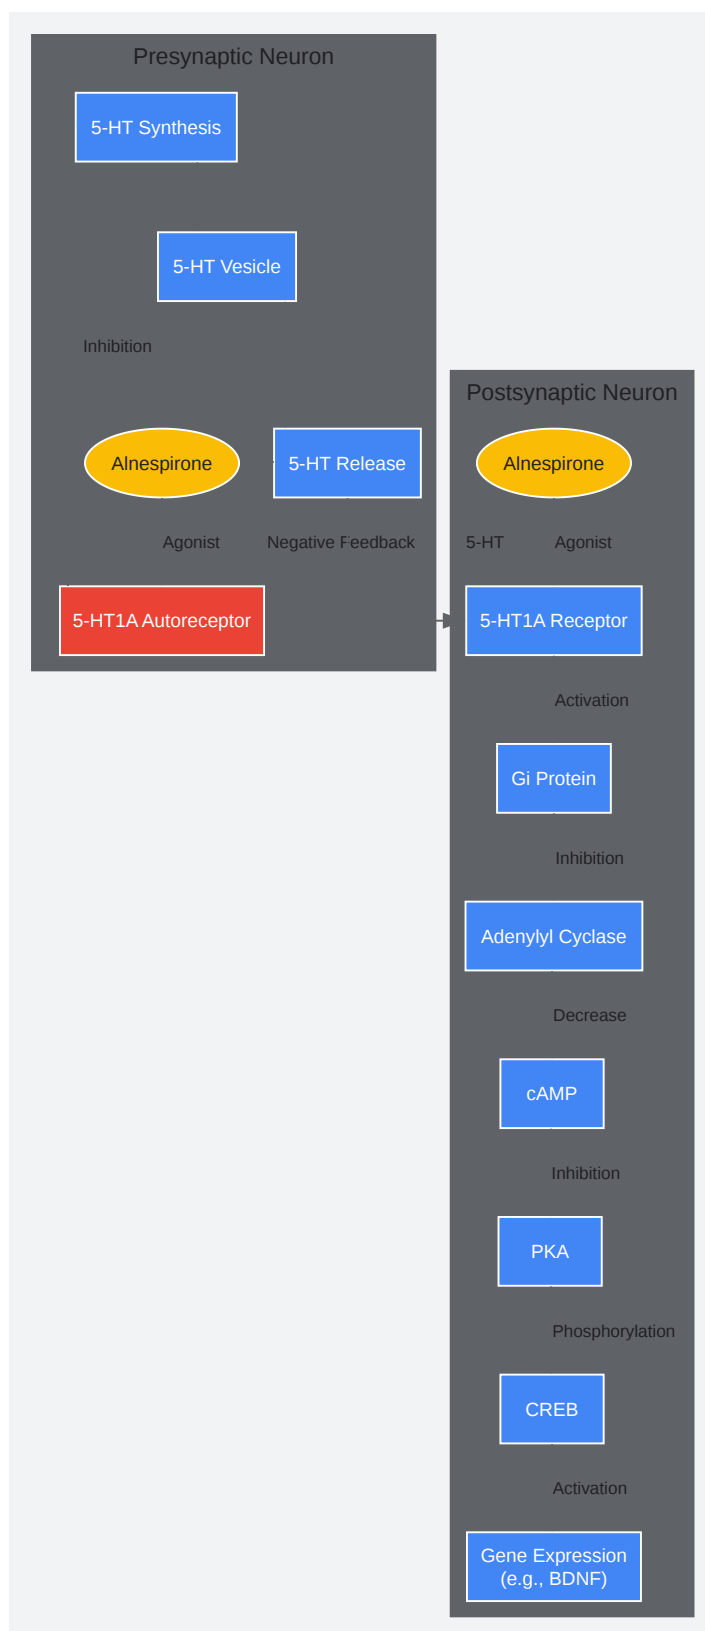 Presynaptic Neuron
5-HT Synthesis
5-HT Vesicle
Inhibition
Alnespirone
5-HT Release
Agonist
Negative Feedback
5-HT1A Autoreceptor
Postsynaptic Neuron
Alnespirone
5-HT
Agonist
5-HT1A Receptor
Activation
Gi Protein
Inhibition
Adenylyl Cyclase
Decrease
cAMP
Inhibition
PKA
Phosphorylation
CREB
Activation
Gene Expression
(e.g., BDNF)